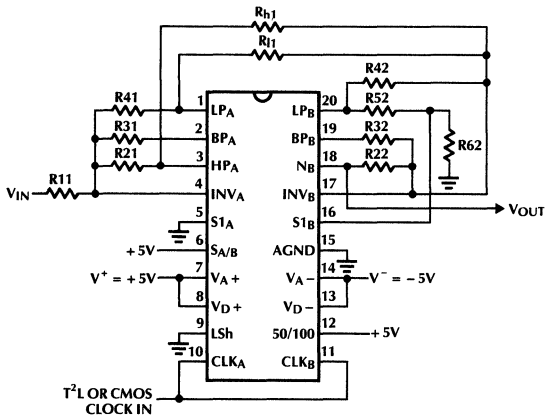 Rh1
Rl1
R41
R31
R21
R11
VIN
R42
R52
R32
R22
R62
VOUT
1 LPA
2 BPA
3 HPA
4 INVA
5 S1A
6 SA/B
7 VA+
8 VD+
9 LSh
10 CLKA
LPB 20
BPB 19
NB 18
INVB 17
S1B 16
AGND 15
VA− 14
VD− 13
50/100 12
CLKB 11
+5V
V+ = +5V
V− = −5V
+5V
T2L OR CMOS
CLOCK IN